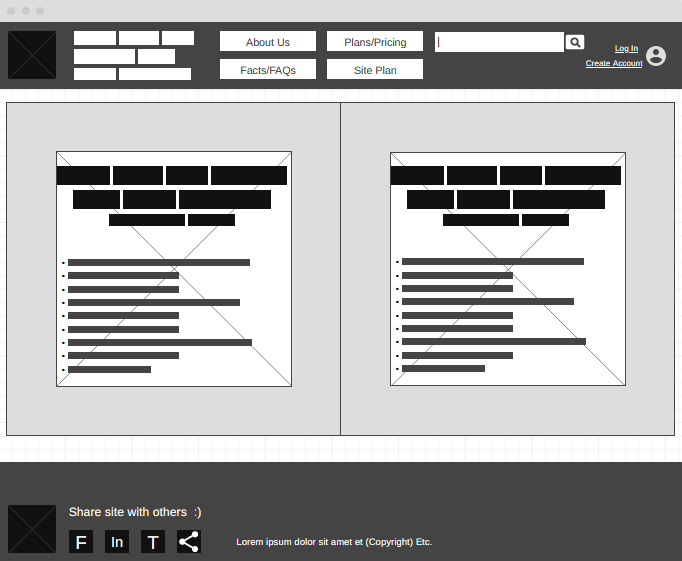 About Us
Plans/Pricing
Facts/FAQs
Site Plan
Log In
Create Account
Share site with others :)
F
In
T
Lorem ipsum dolor sit amet et (Copyright) Etc.